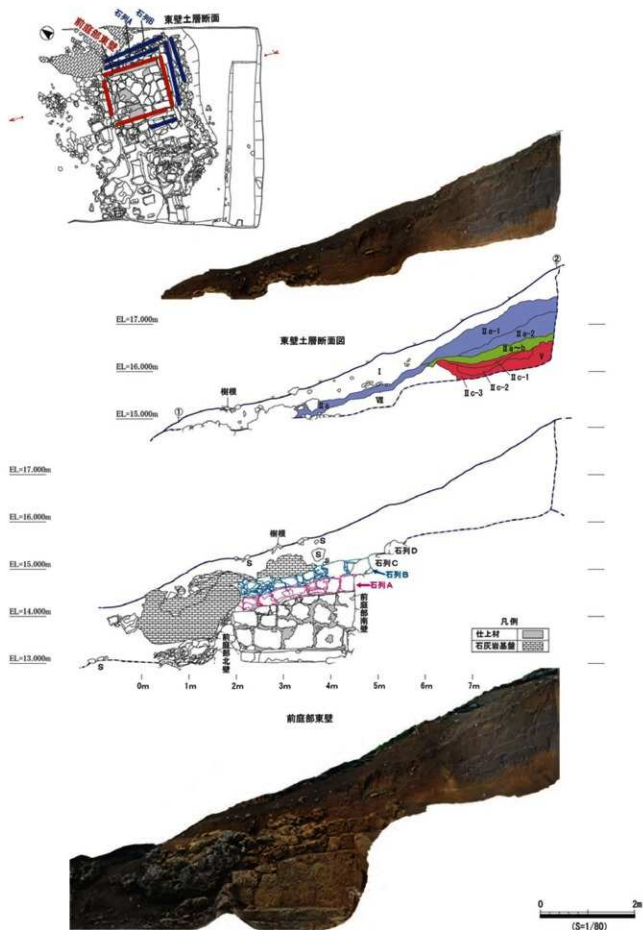 前庭部東壁
石列A
石列B
東壁土層断面
②
EL=17.000m
東壁土層断面図
Ⅱa-1
Ⅱa-2
Ⅱa~b
Ⅰ
Ⅴ
EL=16.000m
Ⅱc-1
Ⅱc-2
Ⅱc-3
樹根
Ⅱa
Ⅶ
①
EL=15.000m
EL=17.000m
EL=16.000m
樹根
S
S
S
S
石列D
石列C
石列B
石列A
EL=15.000m
EL=14.000m
前庭部南壁
前庭部北壁
凡例
仕上材
石灰岩基盤
EL=13.000m
S
0m 1m 2m 3m 4m 5m 6m 7m
前庭部東壁
0 2m
(S=1/80)